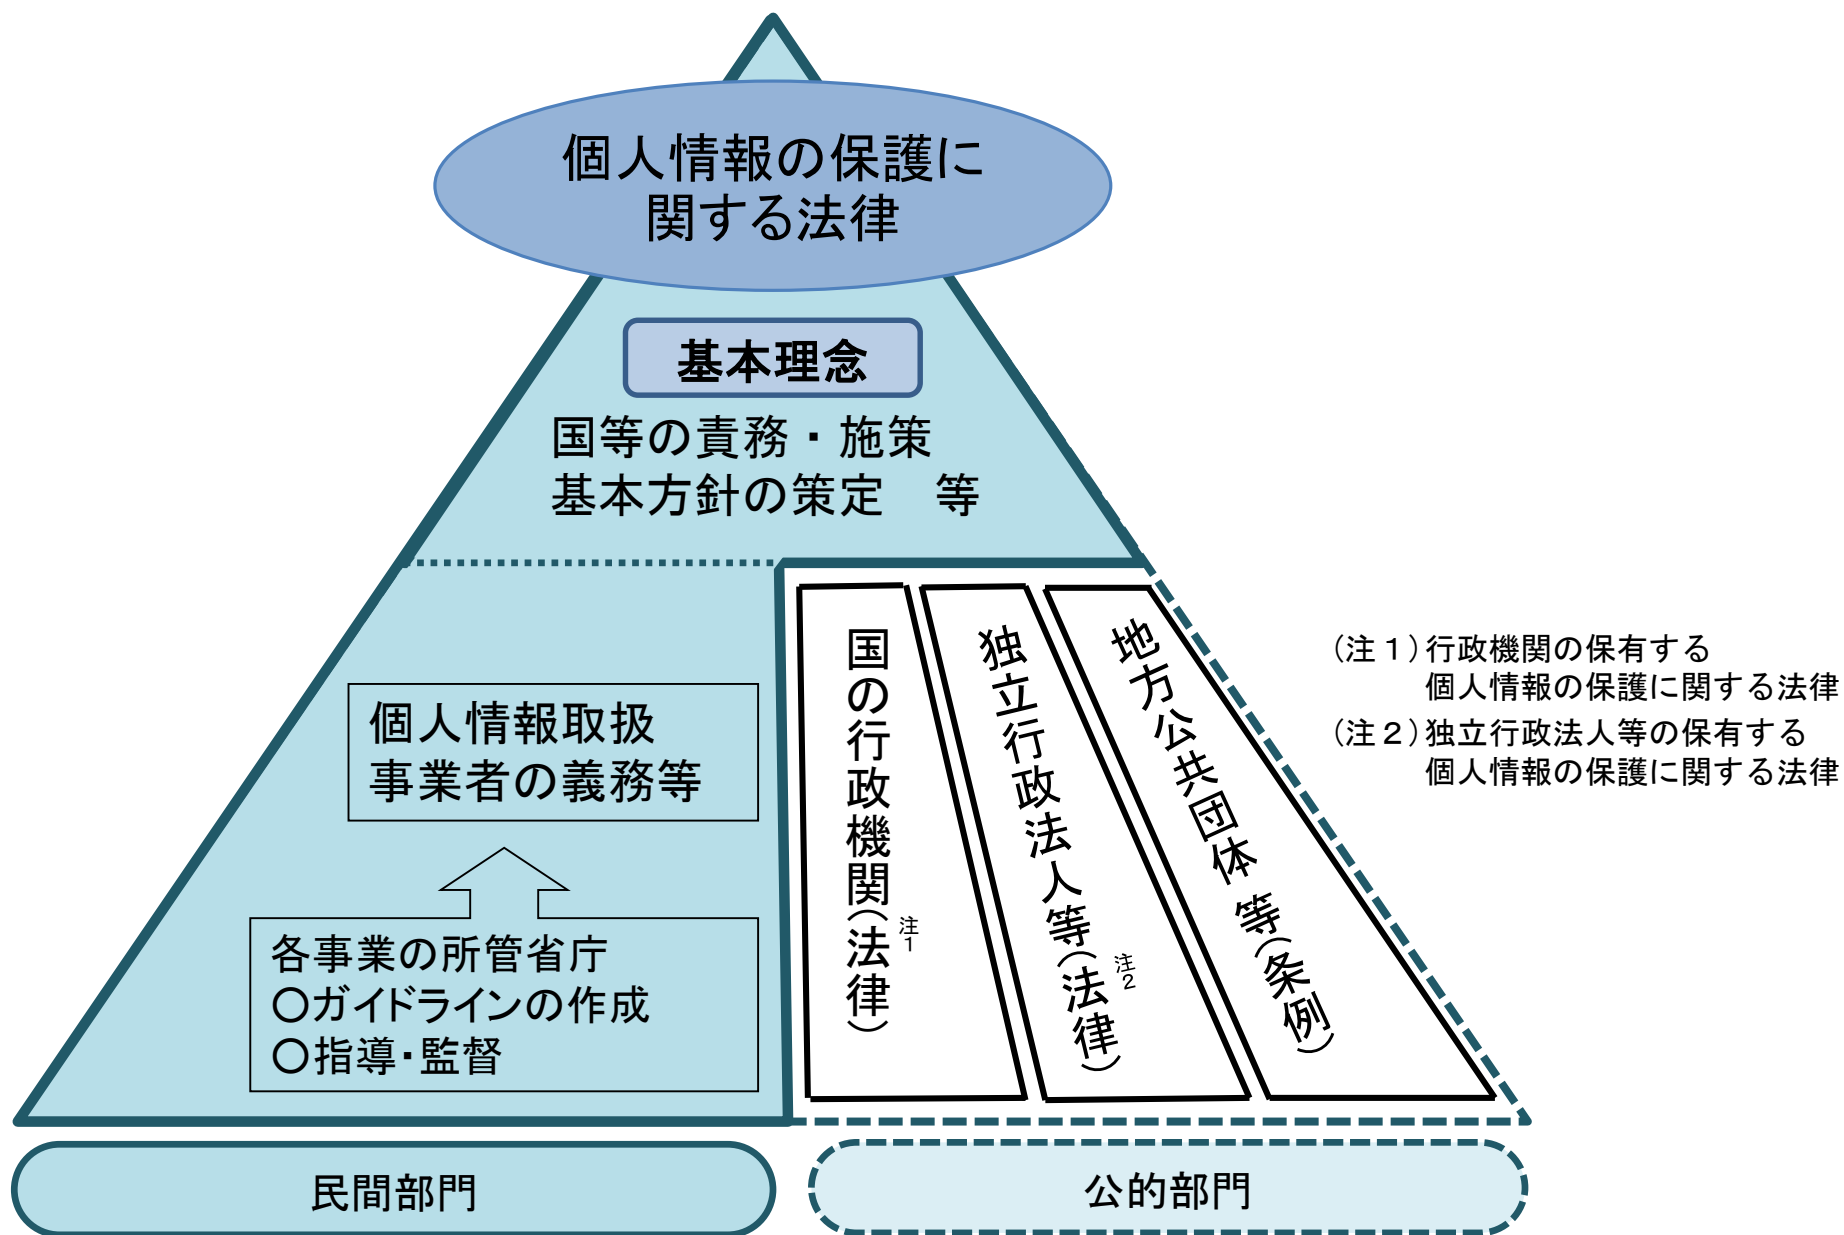 個人情報の保護に
関する法律
基本理念
国等の責務・施策
基本方針の策定　等
個人情報取扱
事業者の義務等
各事業の所管省庁
○ガイドラインの作成
○指導・監督
国の行政機関（法律）注1
独立行政法人等（法律）注2
地方公共団体 等（条例）
（注１）行政機関の保有する
個人情報の保護に関する法律
（注２）独立行政法人等の保有する
個人情報の保護に関する法律
民間部門
公的部門